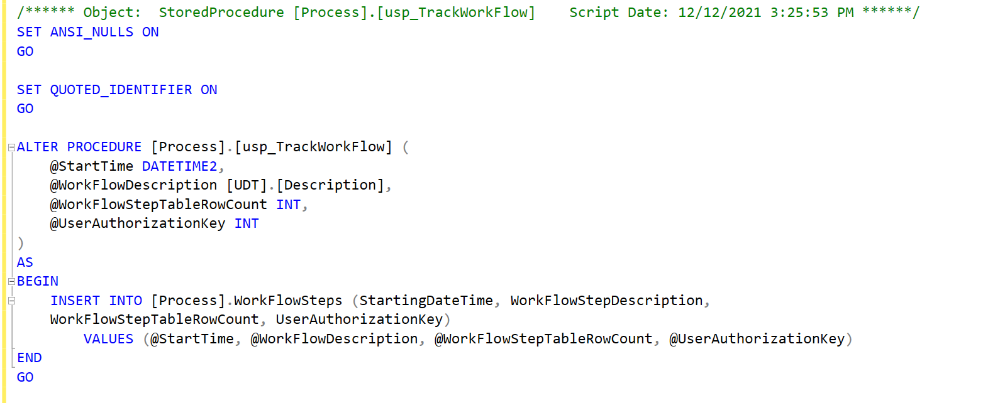 /****** Object:  StoredProcedure [Process].[usp_TrackWorkFlow]    Script Date: 12/12/2021 3:25:53 PM ******/
SET ANSI_NULLS ON
GO
SET QUOTED_IDENTIFIER ON
GO
ALTER PROCEDURE [Process].[usp_TrackWorkFlow] (
    @StartTime DATETIME2,
    @WorkFlowDescription [UDT].[Description],
    @WorkFlowStepTableRowCount INT,
    @UserAuthorizationKey INT
)
AS
BEGIN
    INSERT INTO [Process].WorkFlowSteps (StartingDateTime, WorkFlowStepDescription,
    WorkFlowStepTableRowCount, UserAuthorizationKey)
        VALUES (@StartTime, @WorkFlowDescription, @WorkFlowStepTableRowCount, @UserAuthorizationKey)
END
GO